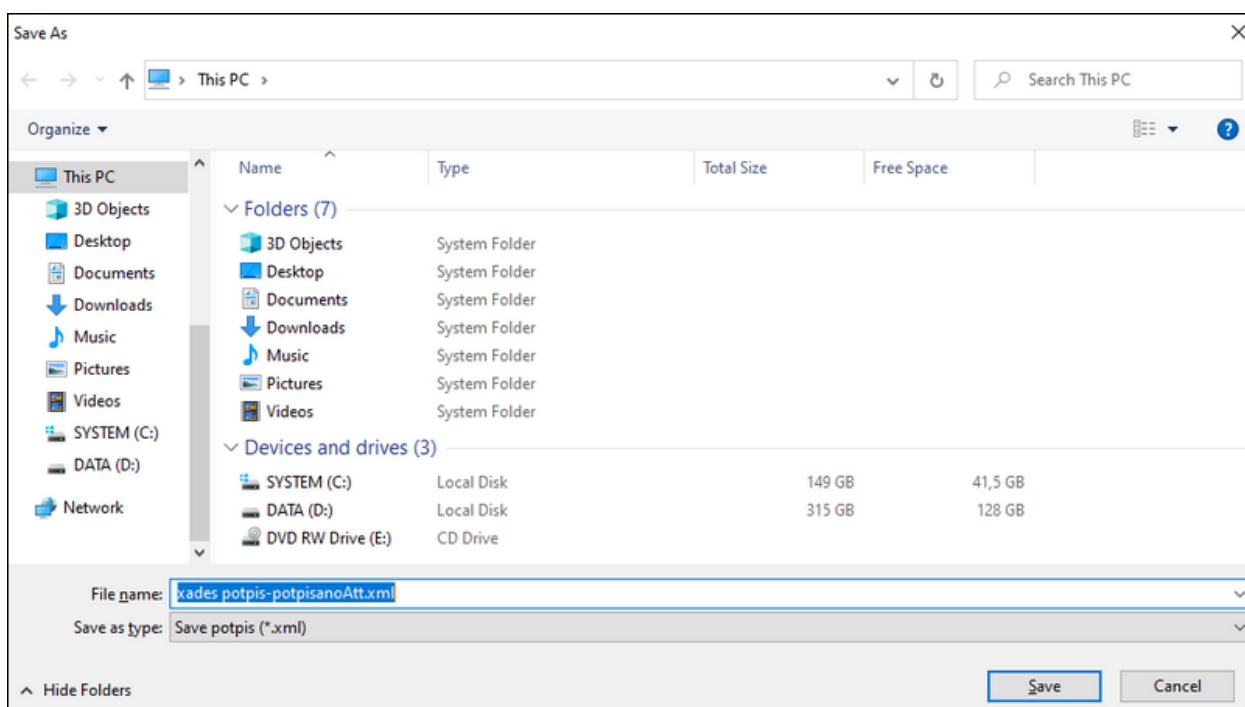 Save As
This PC
Search This PC
Organize
This PC
3D Objects
Desktop
Documents
Downloads
Music
Pictures
Videos
SYSTEM (C:)
DATA (D:)
Network
Name Type Total Size Free Space
Folders (7)
3D Objects System Folder
Desktop System Folder
Documents System Folder
Downloads System Folder
Music System Folder
Pictures System Folder
Videos System Folder
Devices and drives (3)
SYSTEM (C:) Local Disk 149 GB 41,5 GB
DATA (D:) Local Disk 315 GB 128 GB
DVD RW Drive (E:) CD Drive
File name: xades potpis-potpisanoAtt.xml
Save as type: Save potpis (*.xml)
Hide Folders
Save Cancel